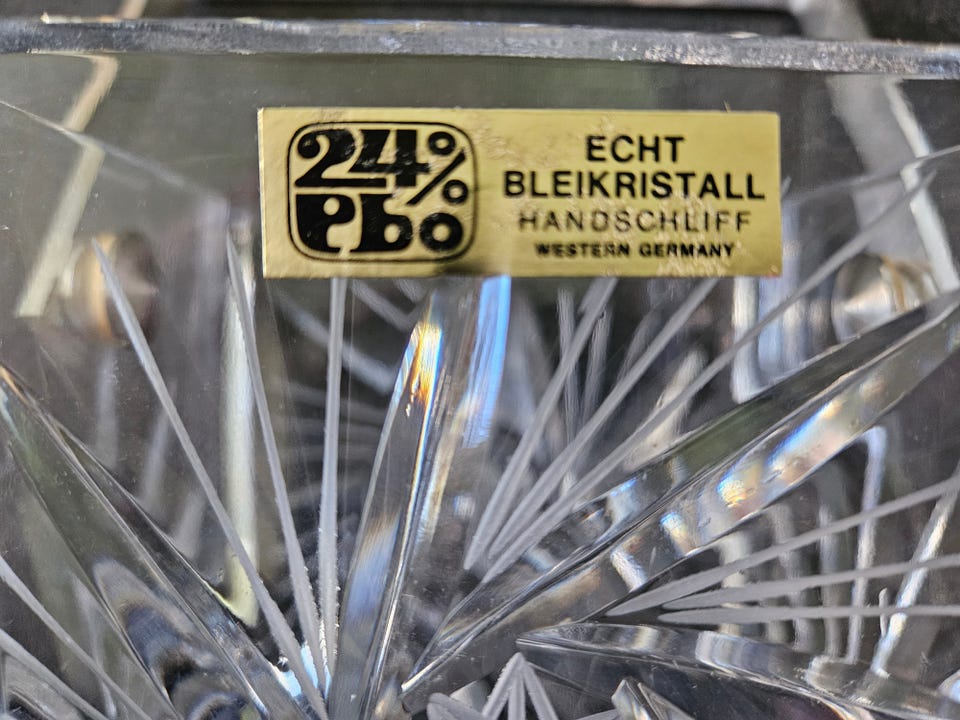 24%
Pbo
ECHT
BLEIKRISTALL
HANDSCHLIFF
WESTERN GERMANY